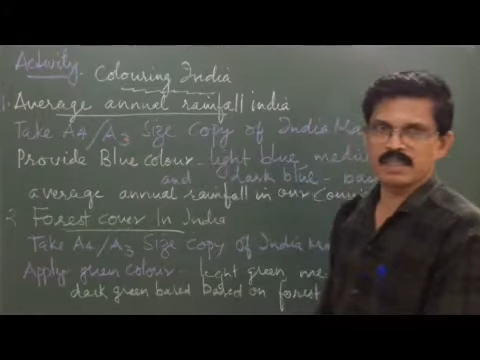 Activity.
Colouring India
1. Average annual rainfall india
Take A4/A3 Size Copy of India Ma
Provide Blue colour - light blue mediu
and dark blue - bas
average annual rainfall in our Coun
2. Forest cover In India
Take A4/A3 Size Copy of India Ma
Apply green colour - light green me
dark green based based on forest